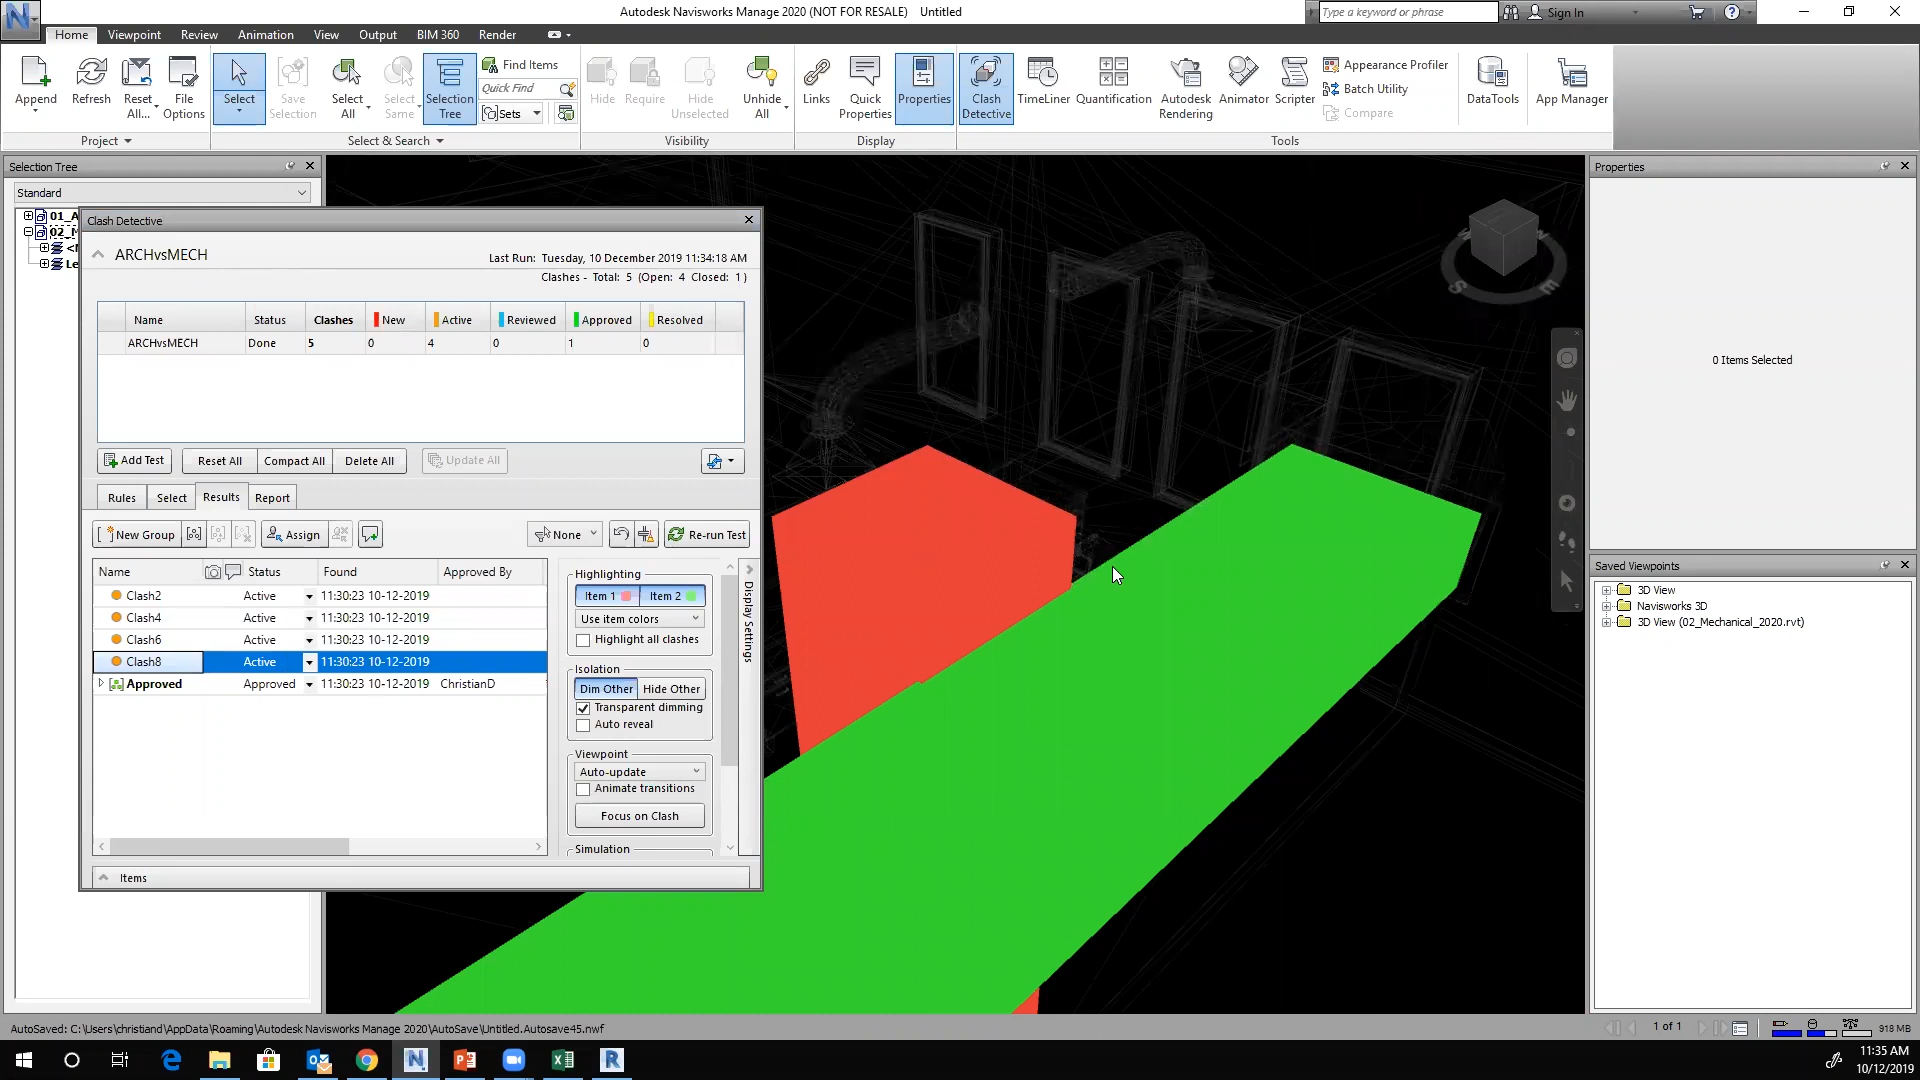 Autodesk Navisworks Manage 2020 (NOT FOR RESALE) Untitled
Type a keyword or phrase
Sign In
Home Viewpoint Review Animation View Output BIM 360 Render
Append
Refresh
Reset All...
File Options
Project
Select
Save Selection
Select All
Select Same
Selection Tree
Find Items
Quick Find
Sets
Select & Search
Hide
Require
Hide Unselected
Unhide All
Visibility
Links
Quick Properties
Properties
Display
Clash Detective
TimeLiner
Quantification
Autodesk Rendering
Animator
Scripter
Appearance Profiler
Batch Utility
Compare
Tools
DataTools
App Manager
Selection Tree
Standard
01_A
02_M
Le
Clash Detective
ARCHvsMECH
Last Run: Tuesday, 10 December 2019 11:34:18 AM
Clashes - Total: 5 (Open: 4 Closed: 1)
Name Status Clashes New Active Reviewed Approved Resolved
ARCHvsMECH Done 5 0 4 0 1 0
Add Test Reset All Compact All Delete All Update All
Rules Select Results Report
New Group Assign None Re-run Test
Name Status Found Approved By
Clash2 Active 11:30:23 10-12-2019
Clash4 Active 11:30:23 10-12-2019
Clash6 Active 11:30:23 10-12-2019
Clash8 Active 11:30:23 10-12-2019
Approved Approved 11:30:23 10-12-2019 ChristianD
Highlighting
Item 1 Item 2
Use item colors
Highlight all clashes
Isolation
Dim Other Hide Other
Transparent dimming
Auto reveal
Viewpoint
Auto-update
Animate transitions
Focus on Clash
Simulation
Display Settings
Items
S
E
Properties
0 Items Selected
Saved Viewpoints
3D View
Navisworks 3D
3D View (02_Mechanical_2020.rvt)
AutoSaved: C:\Users\christiand\AppData\Roaming\Autodesk Navisworks Manage 2020\AutoSave\Untitled.Autosave45.nwf
1 of 1
918 MB
11:35 AM
10/12/2019